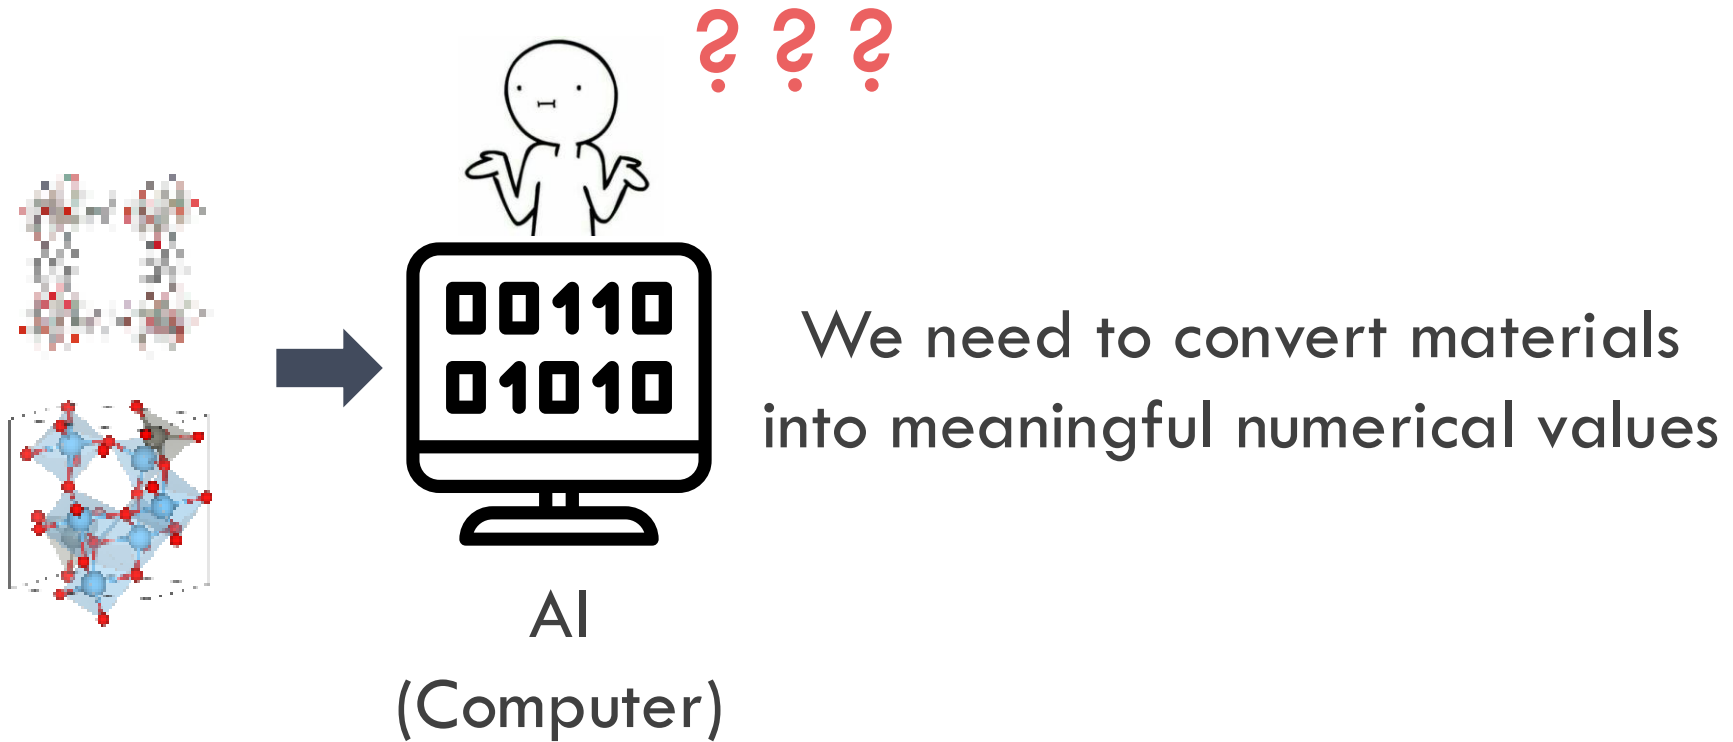 ? ? ?
00110
01010
We need to convert materials
into meaningful numerical values
AI
(Computer)